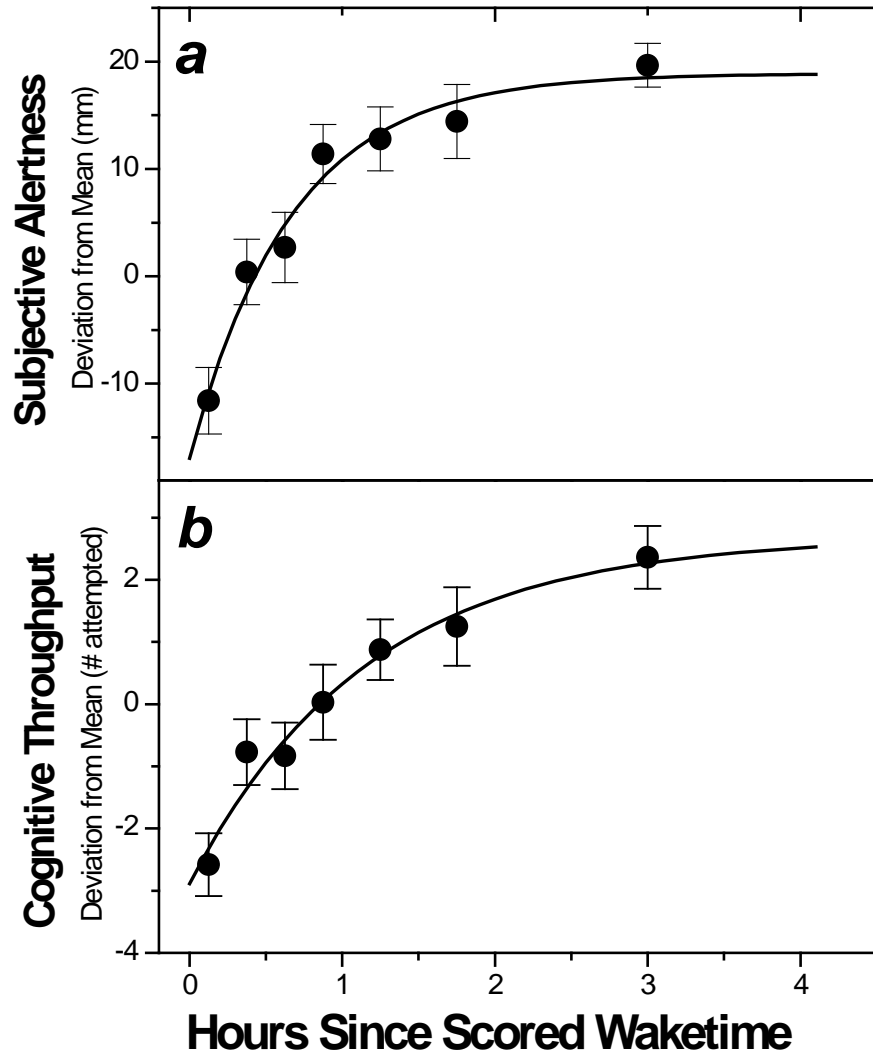 a
Subjective Alertness
Deviation from Mean (mm)
20
10
0
-10
b
Cognitive Throughput
Deviation from Mean (# attempted)
2
0
-2
-4
0 1 2 3 4
Hours Since Scored Waketime